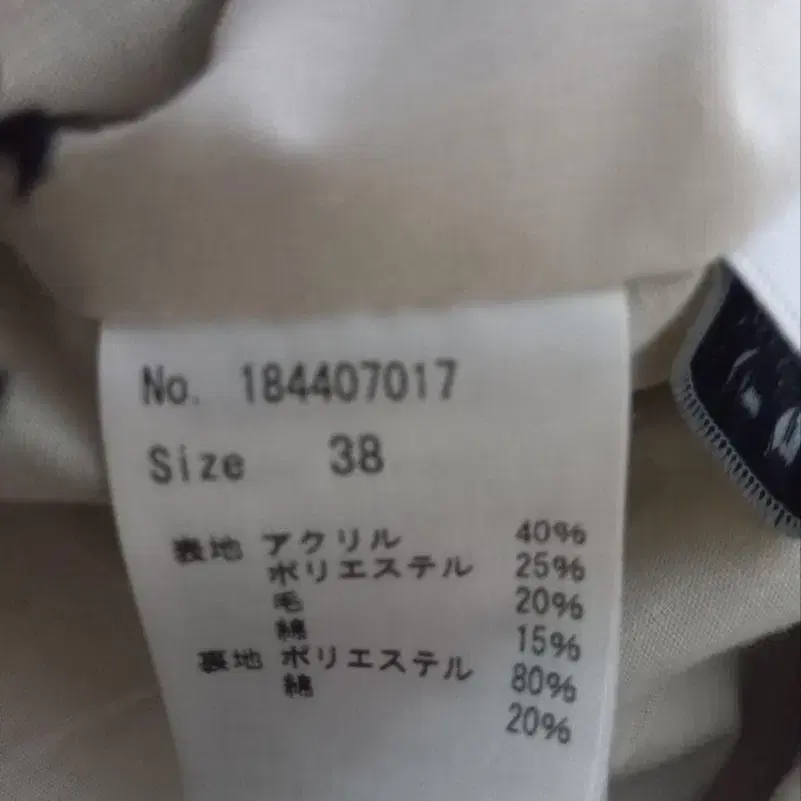 No. 184407017
Size 38
表地 アクリル 40%
ポリエステル 25%
毛 20%
綿 15%
裏地 ポリエステル 80%
綿 20%